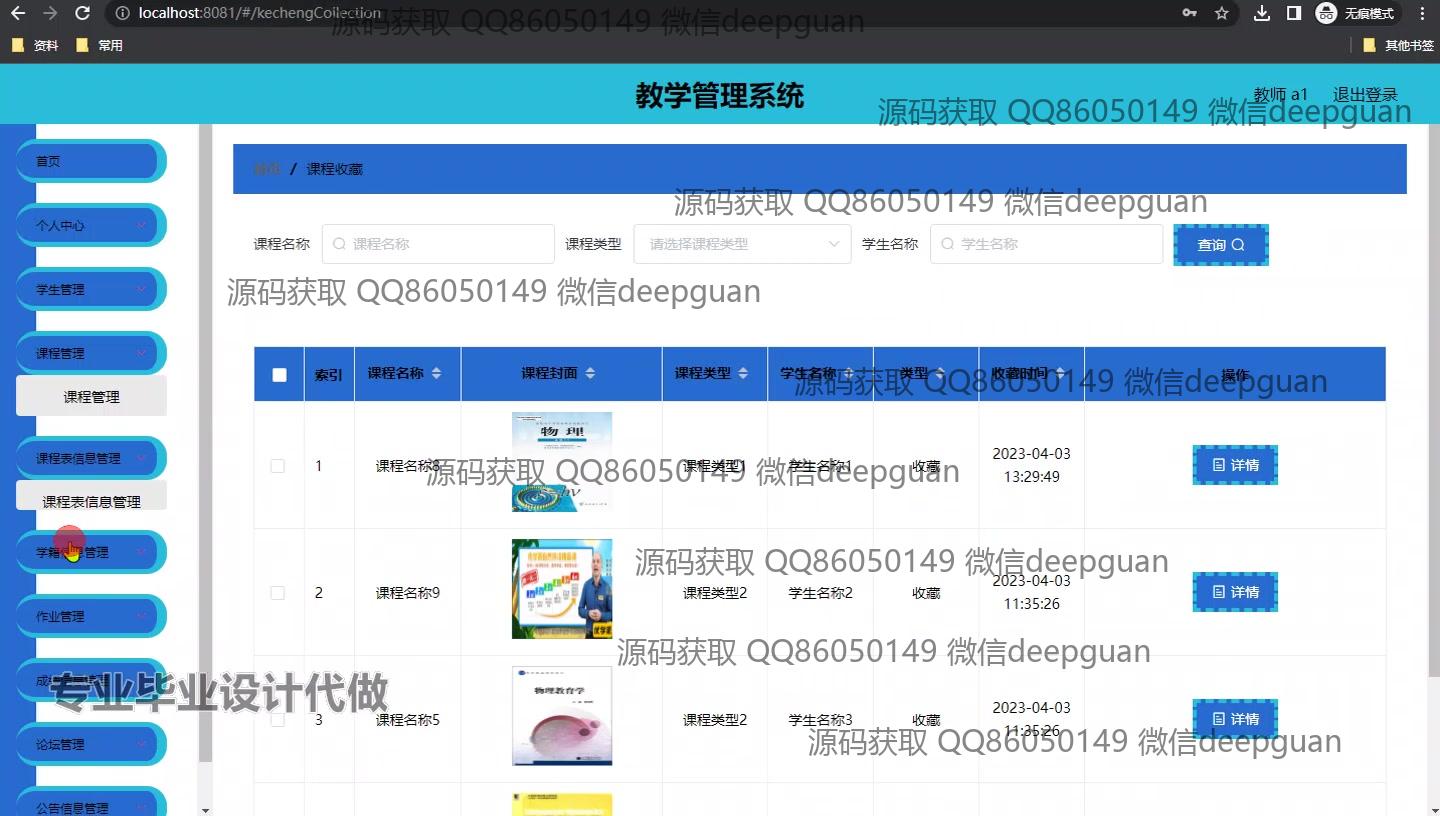 localhost:8081/#/kechengCollection
无痕模式
资料 常用 其他书签
教学管理系统
教师 a1 退出登录
首页
个人中心
学生管理
课程管理
课程管理
课程表信息管理
课程表信息管理
作业管理
论坛管理
公告信息管理
首页 / 课程收藏
课程名称 课程名称 课程类型 请选择课程类型 学生名称 学生名称 查询
索引 课程名称 课程封面 课程类型 学生名称 类型 收藏时间 操作
物理
1 课程名称8 课程类型1 学生名称1 收藏 2023-04-03 13:29:49 详情
2 课程名称9 课程类型2 学生名称2 收藏 2023-04-03 11:35:26 详情
物理教育学
3 课程名称5 课程类型2 学生名称3 收藏 2023-04-03 11:35:26 详情
源码获取 QQ86050149 微信deepguan
源码获取 QQ86050149 微信deepguan
源码获取 QQ86050149 微信deepguan
源码获取 QQ86050149 微信deepguan
源码获取 QQ86050149 微信deepguan
源码获取 QQ86050149 微信deepguan
源码获取 QQ86050149 微信deepguan
源码获取 QQ86050149 微信deepguan
源码获取 QQ86050149 微信deepguan
专业毕业设计代做